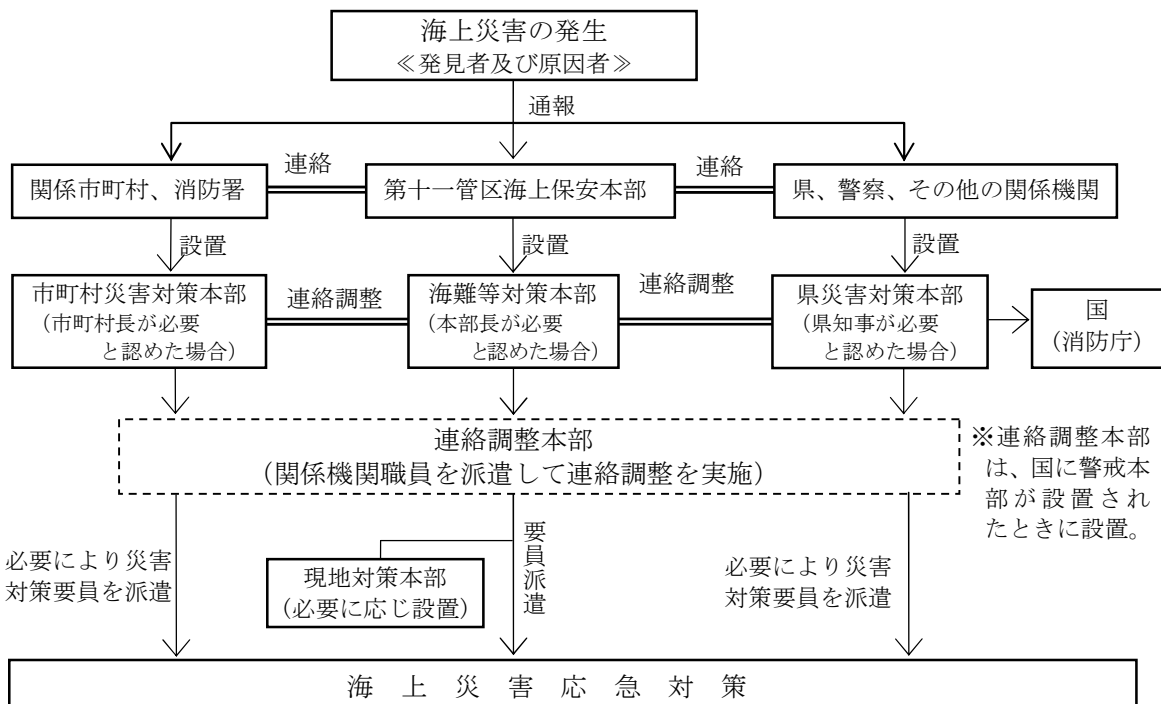 海上災害の発生
≪発見者及び原因者≫
通報
連絡
連絡
関係市町村、消防署
第十一管区海上保安本部
県、警察、その他の関係機関
設置
設置
設置
市町村災害対策本部
(市町村長が必要
と認めた場合)
連絡調整
海難等対策本部
(本部長が必要
と認めた場合)
連絡調整
県災害対策本部
(県知事が必要
と認めた場合)
国
(消防庁)
連絡調整本部
(関係機関職員を派遣して連絡調整を実施)
※連絡調整本部
は、国に警戒本
部が設置され
たときに設置。
必要により災害
対策要員を派遣
現地対策本部
(必要に応じ設置)
要員派遣
必要により災害
対策要員を派遣
海上災害応急対策